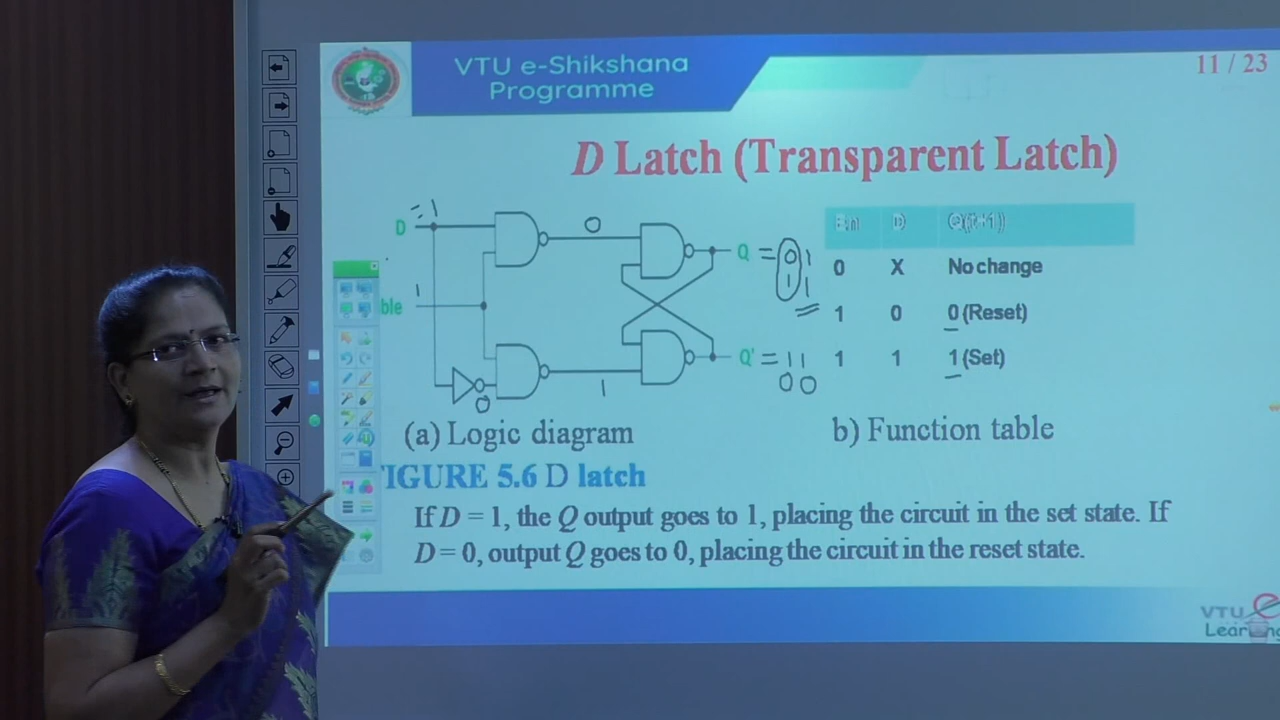 VTU e-Shikshana
Programme
11 / 23
D Latch (Transparent Latch)
D
Q
ble
Q'
D
0 X No change
1 0 0 (Reset)
1 1 1 (Set)
(a) Logic diagram
b) Function table
IGURE 5.6 D latch
If D = 1, the Q output goes to 1, placing the circuit in the set state. If
D = 0, output Q goes to 0, placing the circuit in the reset state.
VTU e
Learning